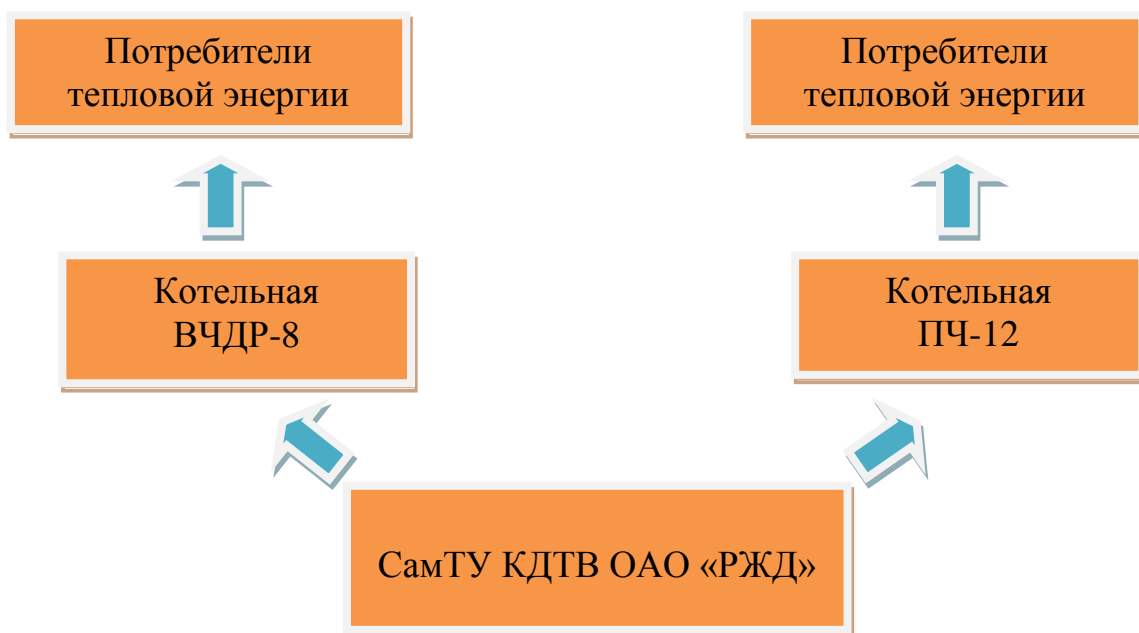 Потребители
тепловой энергии
Потребители
тепловой энергии
Котельная
ВЧДР-8
Котельная
ПЧ-12
СамТУ КДТВ ОАО «РЖД»